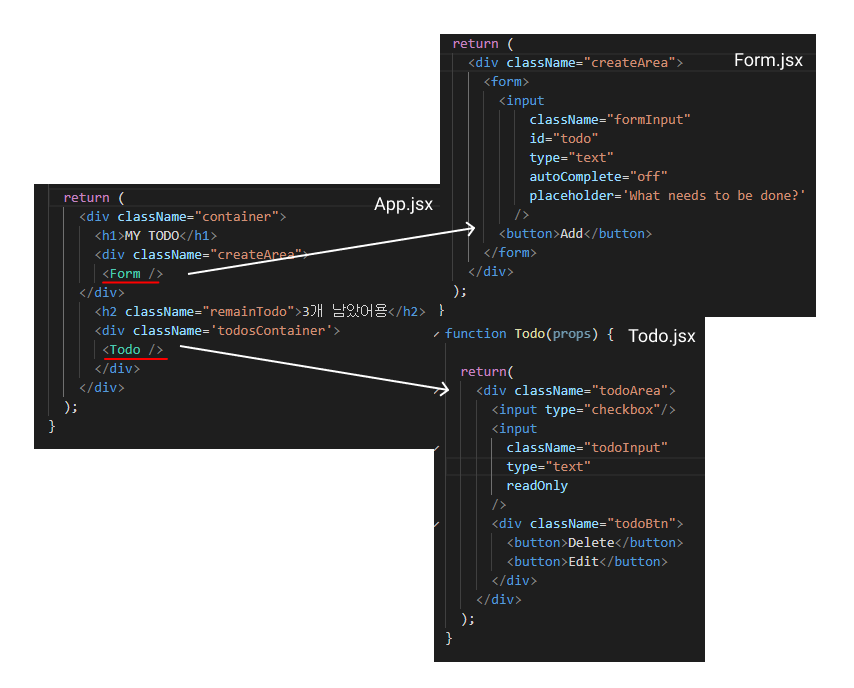 return (
<div className="createArea">
Form.jsx
<form>
<input
className="formInput"
id="todo"
type="text"
autoComplete="off"
placeholder='What needs to be done?'
/>
<button>Add</button>
</form>
</div>
);
}
return (
App.jsx
<div className="container">
<h1>MY TODO</h1>
<div className="createArea">
<Form />
</div>
<h2 className="remainTodo">3개 남았어용</h2>
<div className='todosContainer'>
<Todo />
</div>
</div>
);
}
function Todo(props) {
Todo.jsx
return(
<div className="todoArea">
<input type="checkbox"/>
<input
className="todoInput"
type="text"
readOnly
/>
<div className="todoBtn">
<button>Delete</button>
<button>Edit</button>
</div>
</div>
);
}